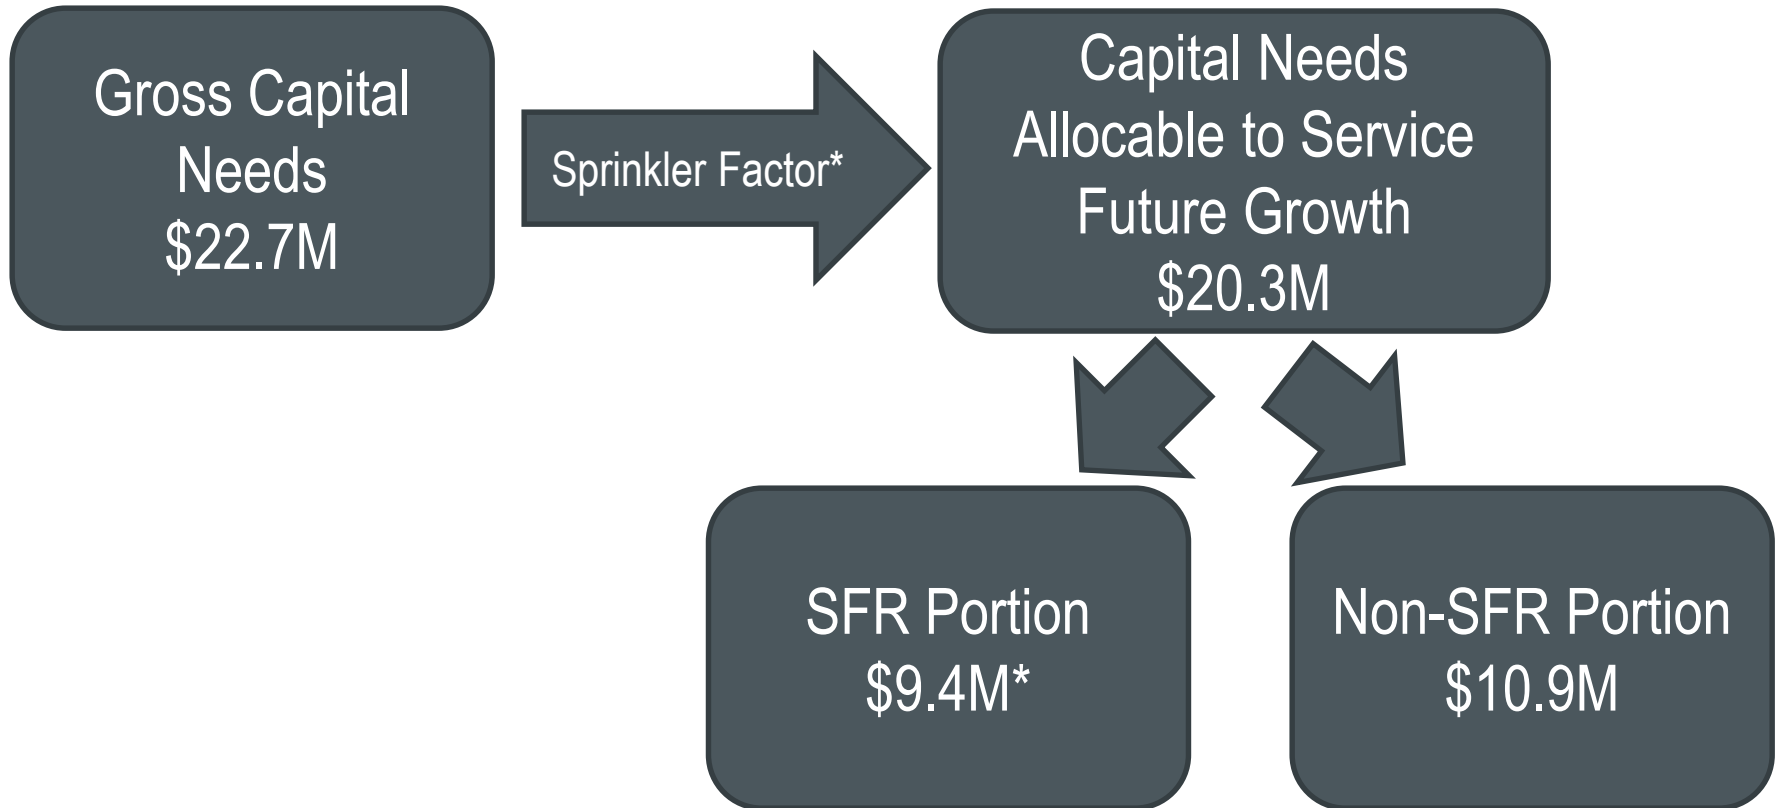 Gross Capital
Needs
$22.7M
Sprinkler Factor*
Capital Needs
Allocable to Service
Future Growth
$20.3M
SFR Portion
$9.4M*
Non-SFR Portion
$10.9M